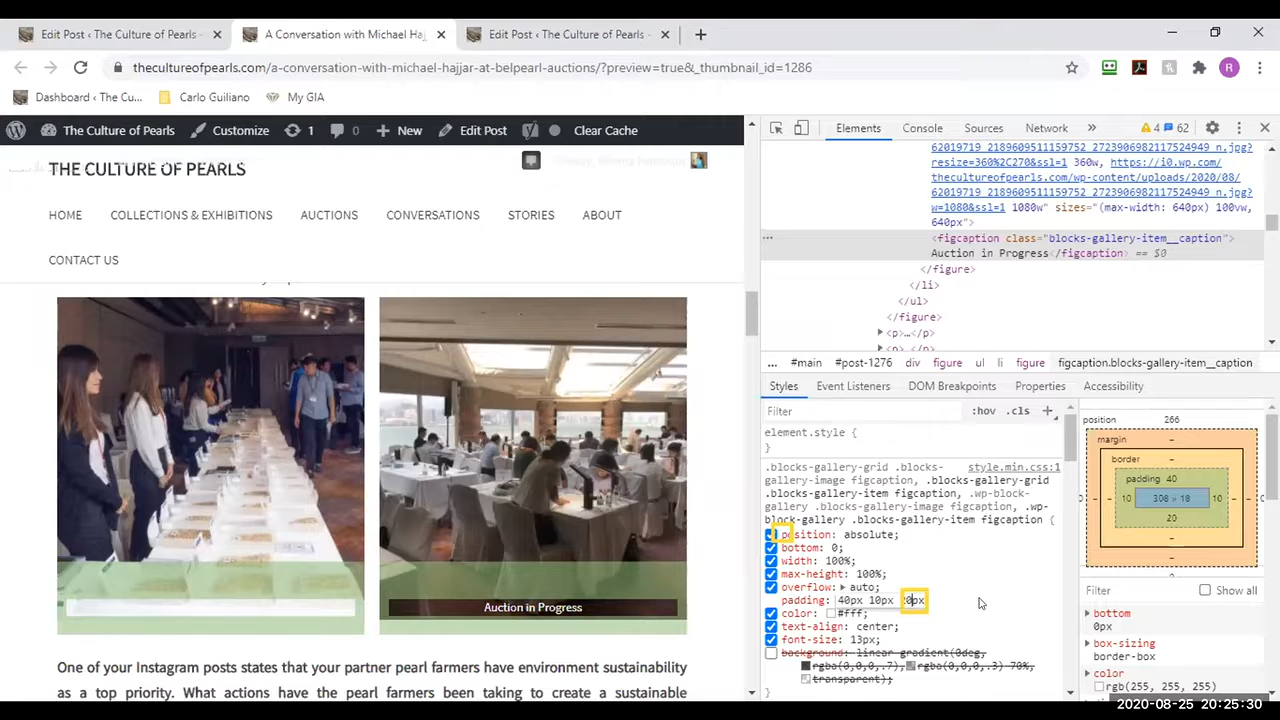 Edit Post ‹ The Culture of Pearls -
A Conversation with Michael Hajj
Edit Post ‹ The Culture of Pearls -
thecultureofpearls.com/a-conversation-with-michael-hajjar-at-belpearl-auctions/?preview=true&_thumbnail_id=1286
R
Dashboard ‹ The Cu...
Carlo Guiliano
My GIA
The Culture of Pearls
Customize
1
0
New
Edit Post
Clear Cache
THE CULTURE OF PEARLS
HOME
COLLECTIONS & EXHIBITIONS
AUCTIONS
CONVERSATIONS
STORIES
ABOUT
CONTACT US
Auction in Progress
One of your Instagram posts states that your partner pearl farmers have environment sustainability
as a top priority. What actions have the pearl farmers been taking to create a sustainable
Elements
Console
Sources
Network
»
4
62
62019719_2189609511159752_2723906982117524949_n.jpg?
resize=360%2C270&ssl=1 360w, https://i0.wp.com/
thecultureofpearls.com/wp-content/uploads/2020/08/
62019719_2189609511159752_2723906982117524949_n.jpg?
w=1080&ssl=1 1080w" sizes="(max-width: 640px) 100vw,
640px">
<figcaption class="blocks-gallery-item__caption">
Auction in Progress</figcaption> == $0
</figure>
</li>
</ul>
</figure>
<p>…</p>
... #main #post-1276 div figure ul li figure figcaption.blocks-gallery-item__caption
Styles
Event Listeners
DOM Breakpoints
Properties
Accessibility
Filter
:hov .cls +
element.style {
}
.blocks-gallery-grid .blocks- style.min.css:1
gallery-image figcaption, .blocks-gallery-grid
.blocks-gallery-item figcaption, .wp-block-
gallery .blocks-gallery-image figcaption, .wp-
block-gallery .blocks-gallery-item figcaption {
position: absolute;
bottom: 0;
width: 100%;
max-height: 100%;
overflow: auto;
padding: 40px 10px 20px
color: #fff;
text-align: center;
font-size: 13px;
background: linear-gradient(0deg,
rgba(0,0,0,.7), rgba(0,0,0,.3) 70%,
transparent);
}
position 266
margin -
border -
padding 40
10 308 × 18 10
20
-
-
Filter
Show all
bottom
0px
box-sizing
border-box
color
rgb(255, 255, 255)
2020-08-25 20:25:30